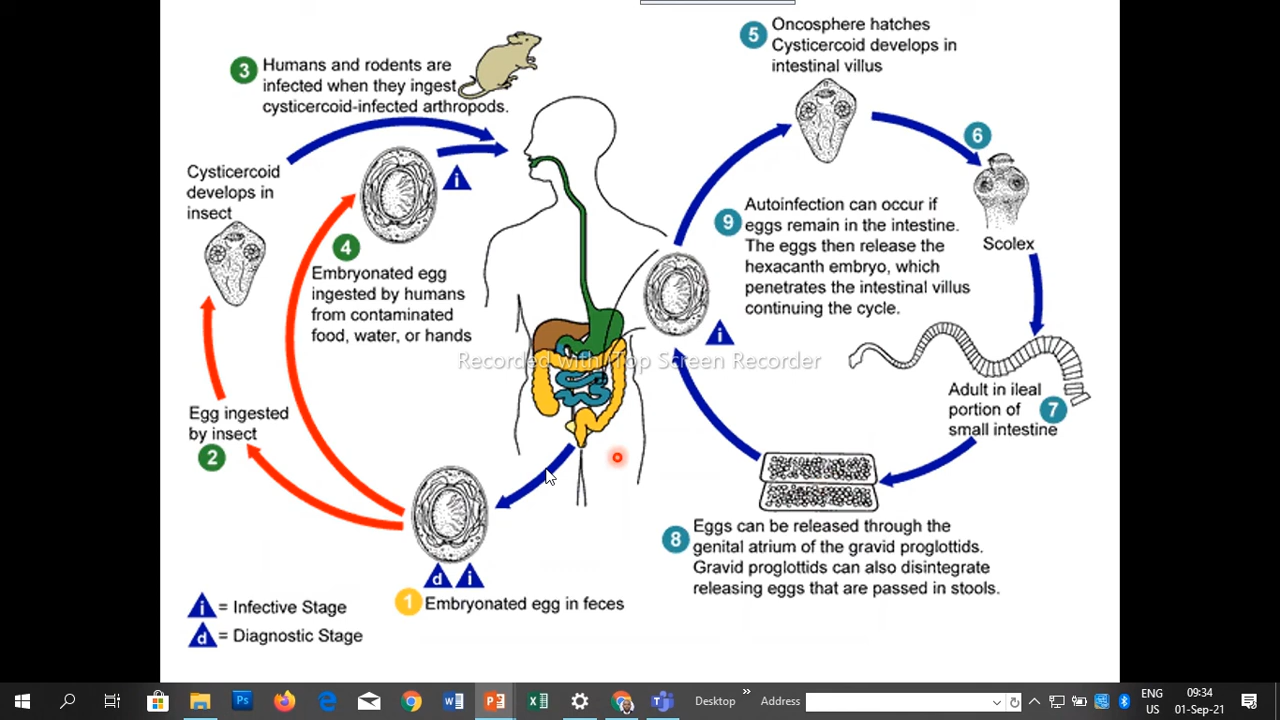 3
Humans and rodents are
infected when they ingest
cysticercoid-infected arthropods.
Cysticercoid
develops in
insect
i
4
Embryonated egg
ingested by humans
from contaminated
food, water, or hands
Egg ingested
by insect
2
d i
1 Embryonated egg in feces
i = Infective Stage
d = Diagnostic Stage
5
Oncosphere hatches
Cysticercoid develops in
intestinal villus
6
Scolex
9
Autoinfection can occur if
eggs remain in the intestine.
The eggs then release the
hexacanth embryo, which
penetrates the intestinal villus
continuing the cycle.
i
Adult in ileal
portion of
small intestine
7
8
Eggs can be released through the
genital atrium of the gravid proglottids.
Gravid proglottids can also disintegrate
releasing eggs that are passed in stools.
Recorded with iTop Screen Recorder
Ps
Desktop
»
Address
ENG
US
09:34
01-Sep-21